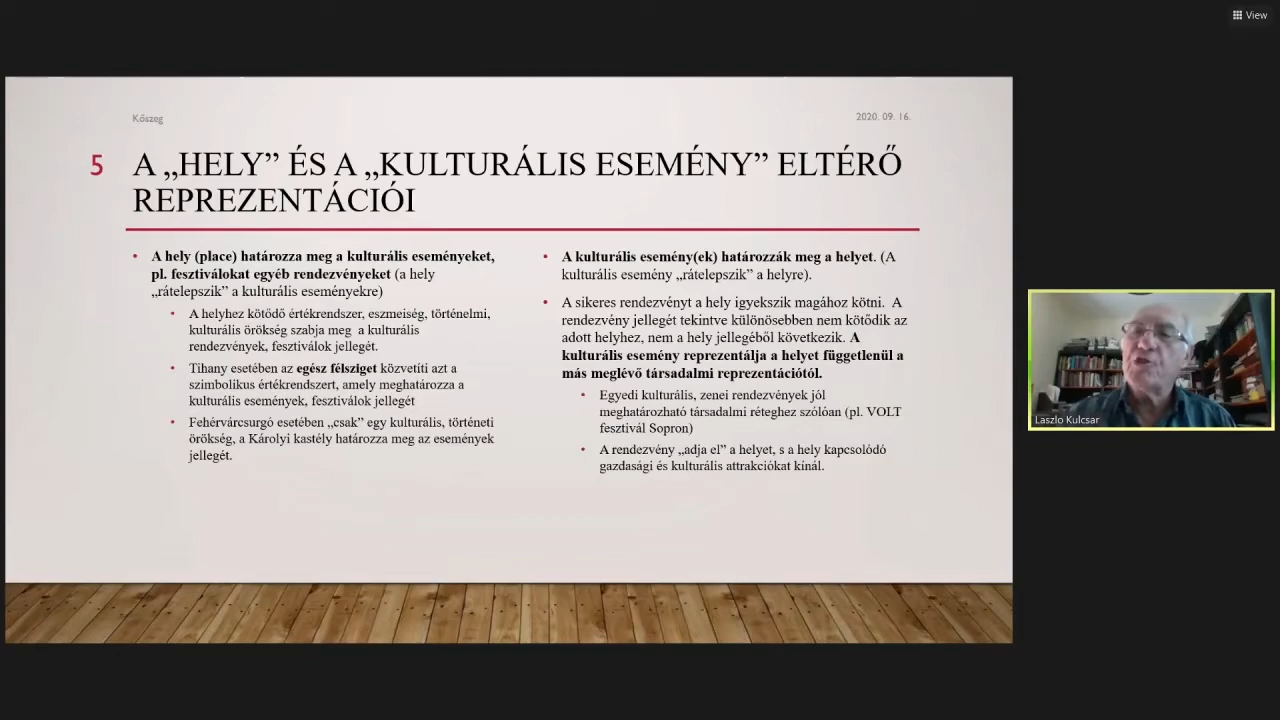 View
Kőszeg
2020. 09. 16.
5
A „HELY” ÉS A „KULTURÁLIS ESEMÉNY” ELTÉRŐ
REPREZENTÁCIÓI
• A hely (place) határozza meg a kulturális eseményeket,
pl. fesztiválokat egyéb rendezvényeket (a hely
„rátelepszik” a kulturális eseményekre)
• A helyhez kötödő értékrendszer, eszmeiség, történelmi,
kulturális örökség szabja meg a kulturális
rendezvények, fesztiválok jellegét.
• Tihany esetében az egész félsziget közvetíti azt a
szimbolikus értékrendszert, amely meghatározza a
kulturális események, fesztiválok jellegét
• Fehérvárcsurgó esetében „csak” egy kulturális, történeti
örökség, a Károlyi kastély határozza meg az események
jellegét.
• A kulturális esemény(ek) határozzák meg a helyet. (A
kulturális esemény „rátelepszik” a helyre).
• A sikeres rendezvényt a hely igyekszik magához kötni. A
rendezvény jellegét tekintve különösebben nem kötődik az
adott helyhez, nem a hely jellegéből következik. A
kulturális esemény reprezentálja a helyet függetlenül a
más meglévő társadalmi reprezentációtól.
• Egyedi kulturális, zenei rendezvények jól
meghatározható társadalmi réteghez szólóan (pl. VOLT
fesztivál Sopron)
• A rendezvény „adja el” a helyet, s a hely kapcsolódó
gazdasági és kulturális attrakciókat kínál.
Laszlo Kulcsar